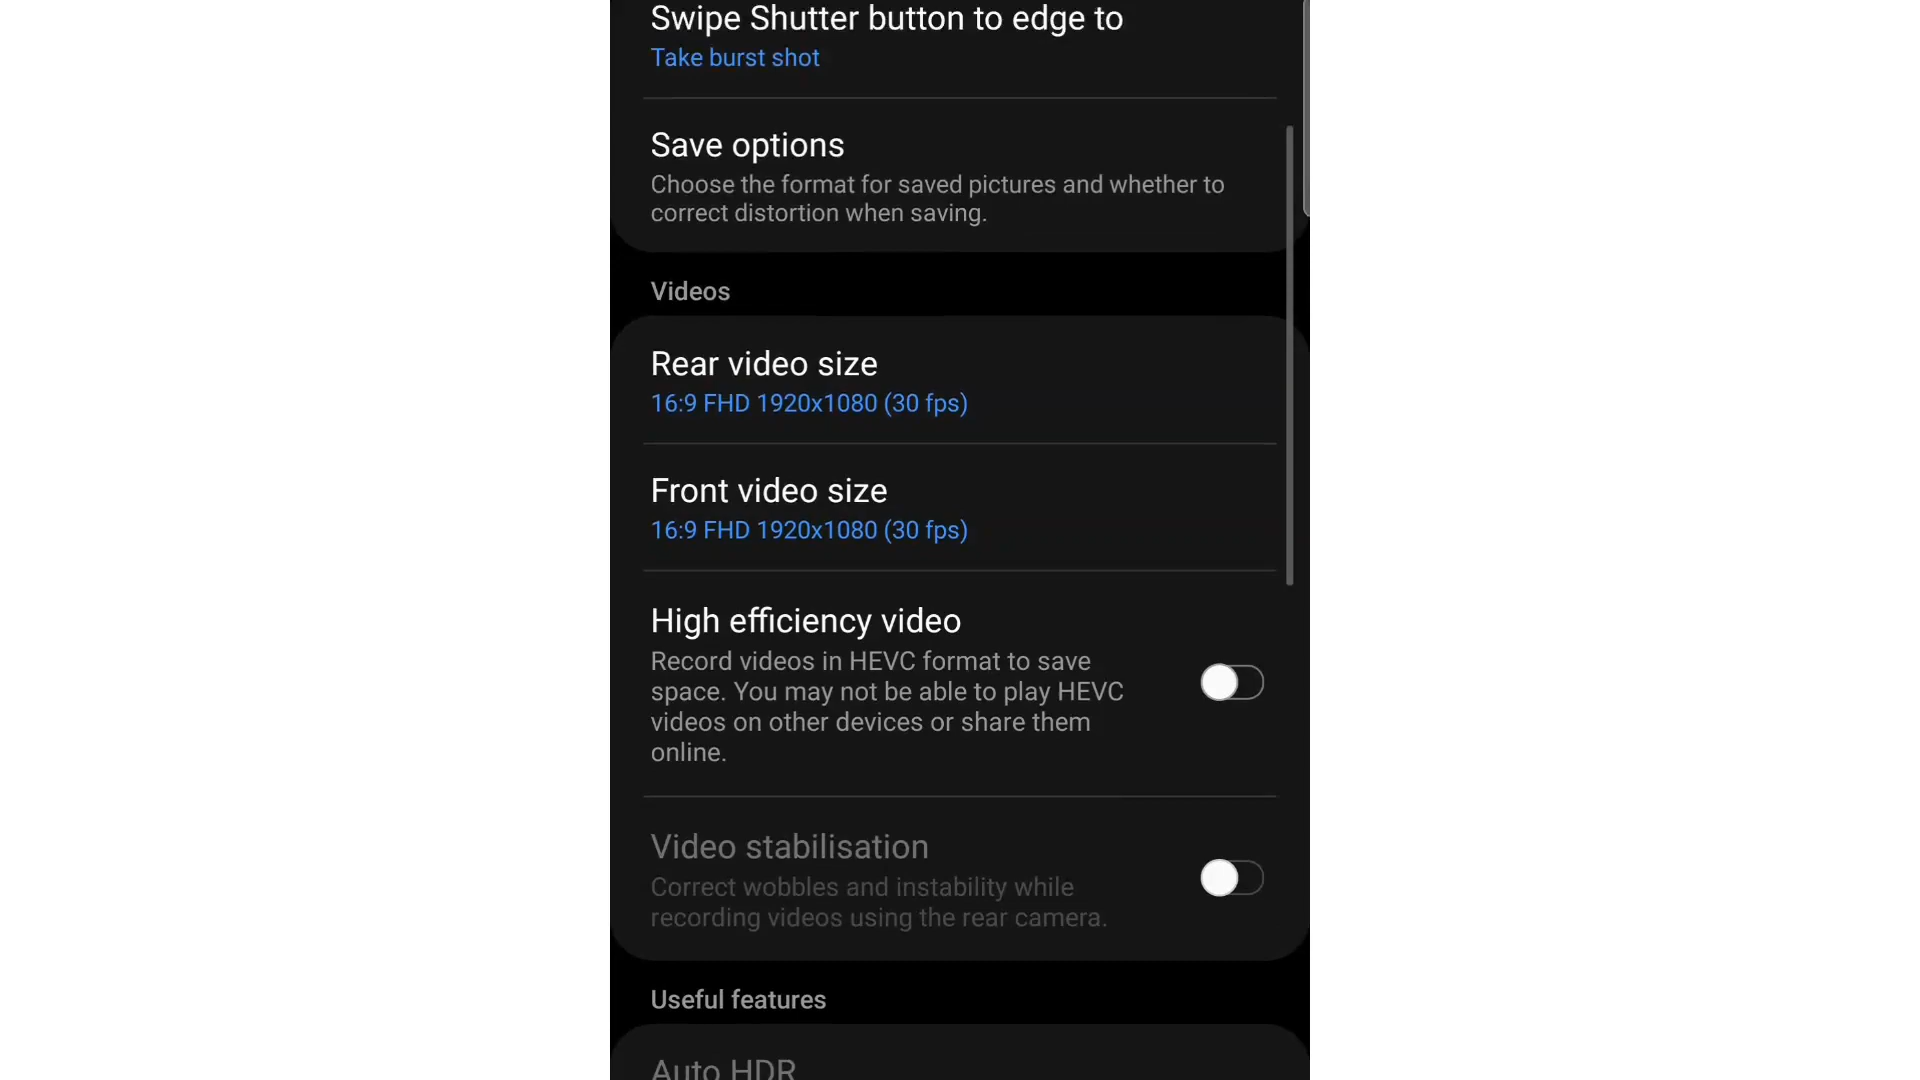 Swipe Shutter button to edge to
Take burst shot
Save options
Choose the format for saved pictures and whether to
correct distortion when saving.
Videos
Rear video size
16:9 FHD 1920x1080 (30 fps)
Front video size
16:9 FHD 1920x1080 (30 fps)
High efficiency video
Record videos in HEVC format to save
space. You may not be able to play HEVC
videos on other devices or share them
online.
Video stabilisation
Correct wobbles and instability while
recording videos using the rear camera.
Useful features
Auto HDR